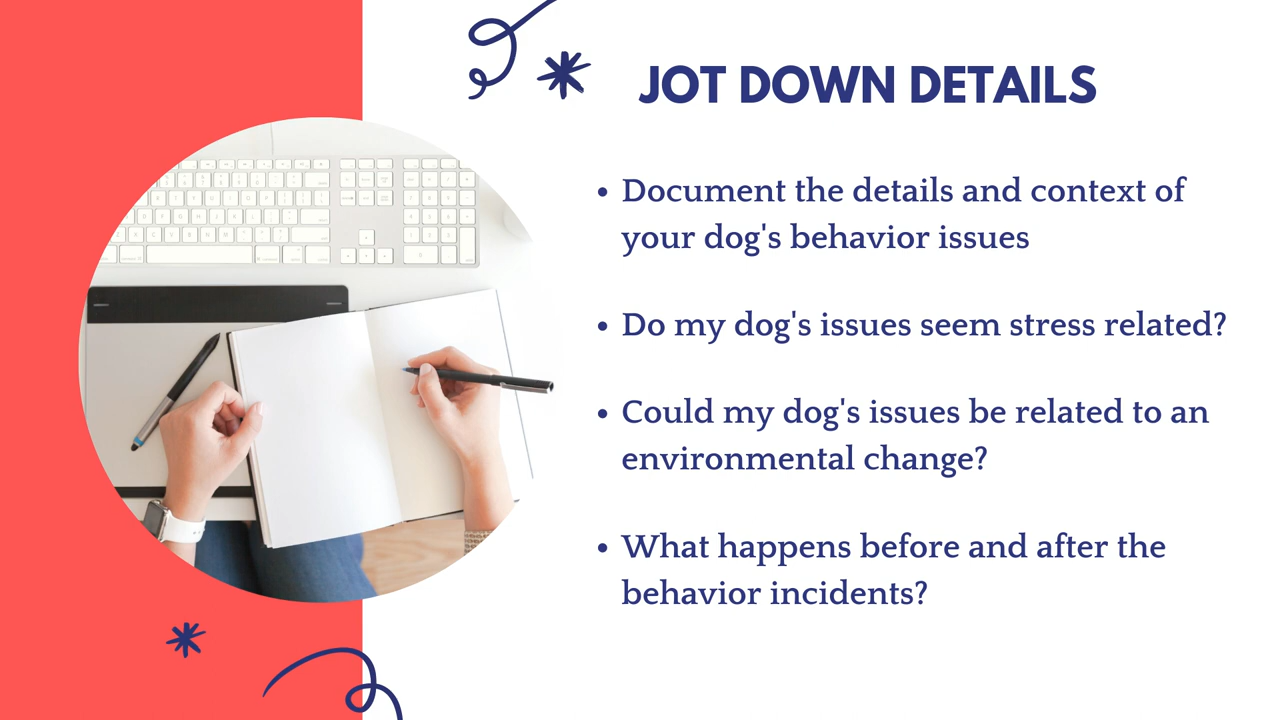 JOT DOWN DETAILS
• Document the details and context of
your dog's behavior issues
• Do my dog's issues seem stress related?
• Could my dog's issues be related to an
environmental change?
• What happens before and after the
behavior incidents?